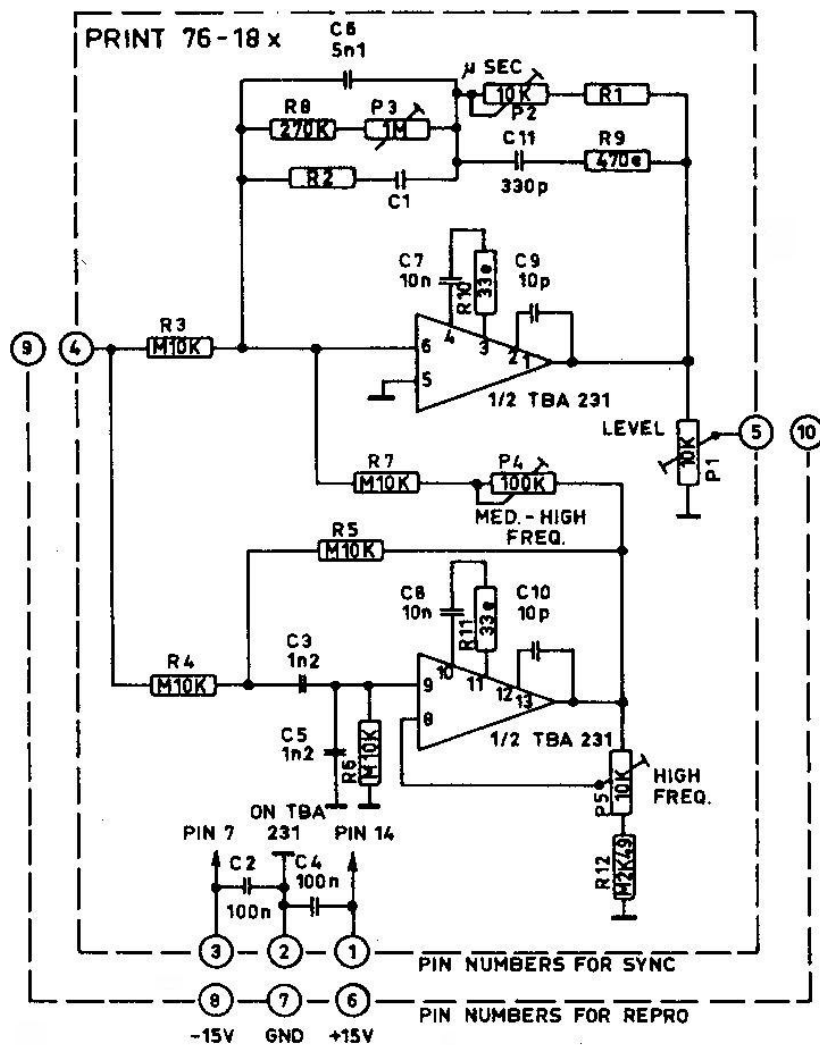 PRINT 76-18 x
C6
5n1
μ SEC
10K
P2
R1
R8
270K
P3
1M
C11
330p
R9
470e
R2
C1
C7
10n
R10
33e
C9
10p
R3
M10K
9
4
6
5
4
3
2
1
1/2 TBA 231
LEVEL
10K
P1
5
10
R7
M10K
P4
100K
MED.-HIGH
FREQ.
R5
M10K
C8
10n
R11
33e
C10
10p
R4
M10K
C3
1n2
9
8
10
11
12
13
1/2 TBA 231
C5
1n2
R6
M10K
P5
10K
HIGH
FREQ.
R12
M2K49
ON TBA
231
PIN 7
PIN 14
C2
100n
C4
100n
3
2
1
PIN NUMBERS FOR SYNC
8
7
6
PIN NUMBERS FOR REPRO
-15V
GND
+15V